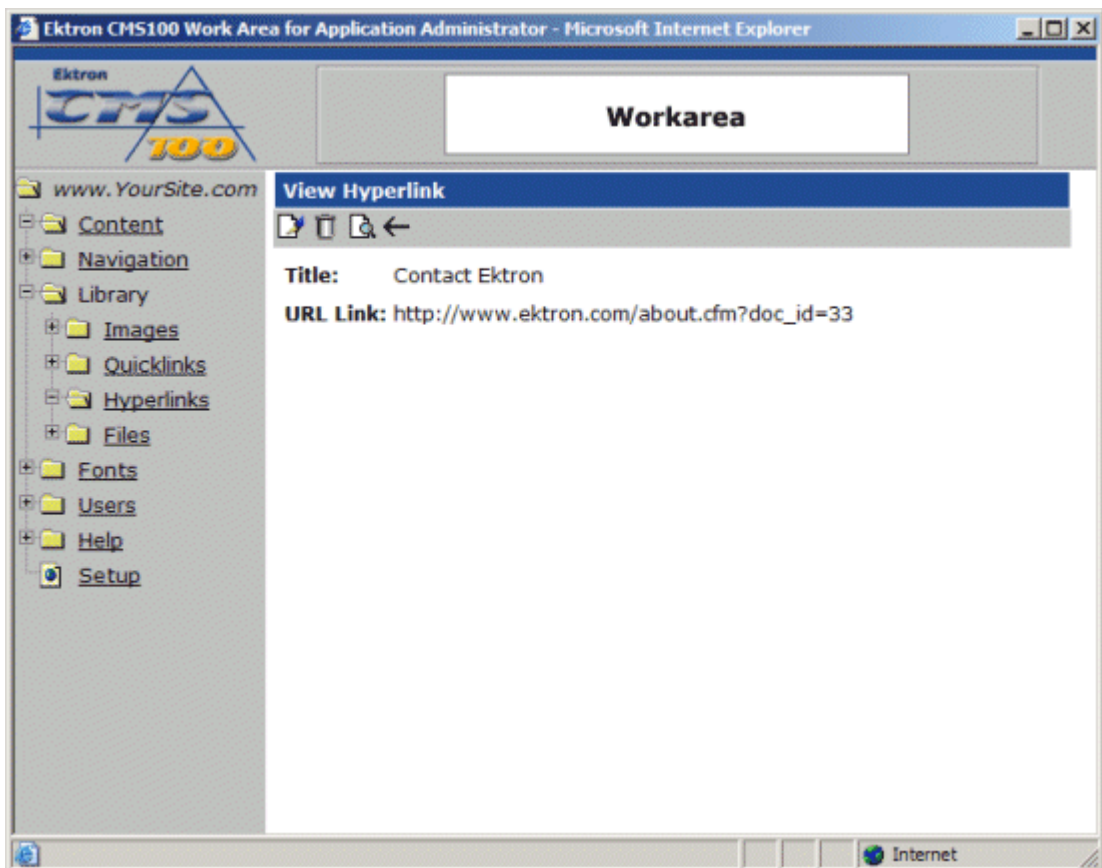 Ektron CMS100 Work Area for Application Administrator - Microsoft Internet Explorer
Ektron
CMS
100
Workarea
www.YourSite.com
Content
Navigation
Library
Images
Quicklinks
Hyperlinks
Files
Fonts
Users
Help
Setup
View Hyperlink
Title: Contact Ektron
URL Link: http://www.ektron.com/about.cfm?doc_id=33
Internet